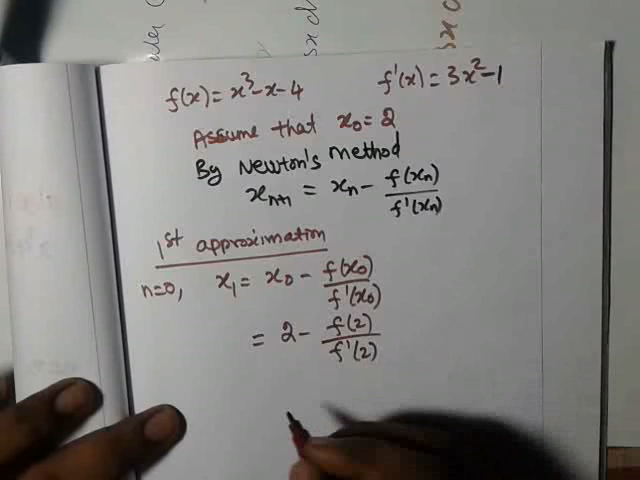 f(x) = x³-x-4 f'(x) = 3x²-1
Assume that x₀ = 2
By Newton's method
xₙ₊₁ = xₙ - f(xₙ)/f'(xₙ)
1st approximation
n=0, x₁ = x₀ - f(x₀)/f'(x₀)
= 2 - f(2)/f'(2)